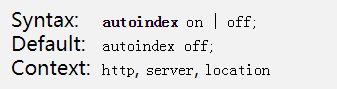 Syntax: autoindex on | off;
Default: autoindex off;
Context: http, server, location